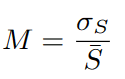 M = σ_S / S̄